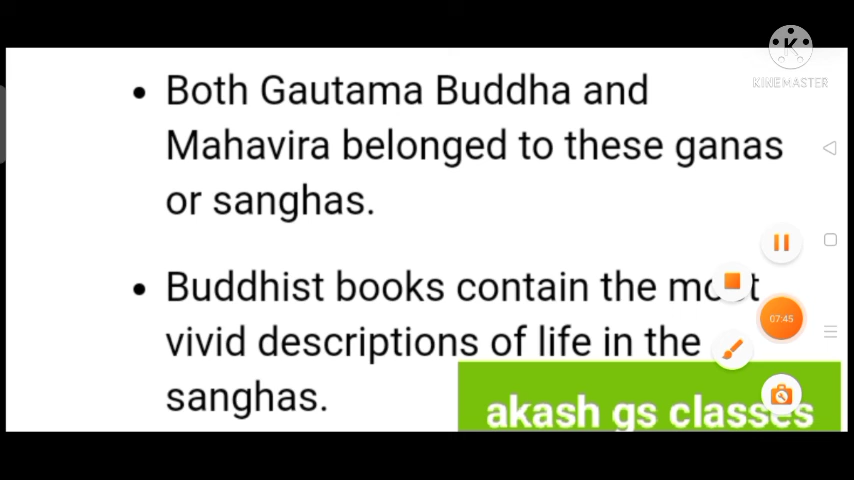 KINEMASTER
• Both Gautama Buddha and
Mahavira belonged to these ganas
or sanghas.
• Buddhist books contain the most
vivid descriptions of life in the
sanghas.
07:45
akash gs classes